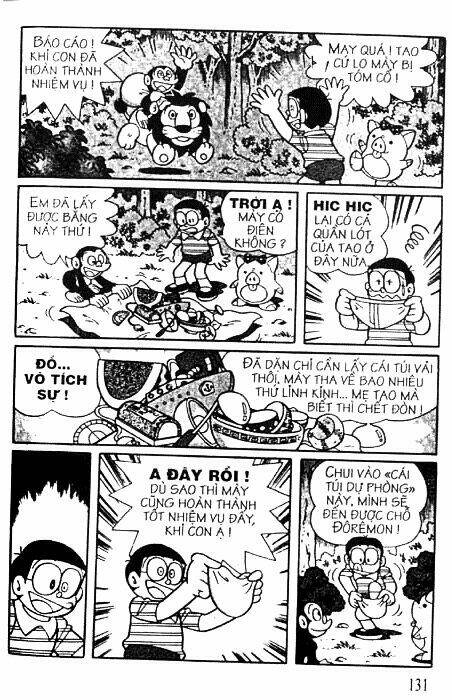 BÁO CÁO !
KHỈ CON ĐÃ
HOÀN THÀNH
NHIỆM VỤ !
MAY QUÁ ! TAO
CỨ LO MÀY BỊ
TÓM CỔ !
EM ĐÃ LẤY
ĐƯỢC BẰNG
NÀY THỨ !
TRỜI Ạ !
MÀY CÓ
ĐIÊN
KHÔNG ?
HIC HIC
LẠI CÓ CẢ
QUẦN LÓT
CỦA TAO Ở
ĐÂY NỮA
ĐỒ...
VÔ TÍCH
SỰ !
ĐÃ DẶN CHỈ CẦN LẤY CÁI TÚI VẢI
THÔI, MÀY THA VỀ BAO NHIÊU
THỨ LỈNH KỈNH... MẸ TAO MÀ
BIẾT THÌ CHẾT ĐÒN !
A ĐÂY RỒI !
DÙ SAO THÌ MÀY
CŨNG HOÀN THÀNH
TỐT NHIỆM VỤ ĐẤY,
KHỈ CON Ạ !
CHUI VÀO «CÁI
TÚI DỰ PHÒNG»
NÀY, MÌNH SẼ
ĐẾN ĐƯỢC CHỖ
ĐÔRÊMON !
131